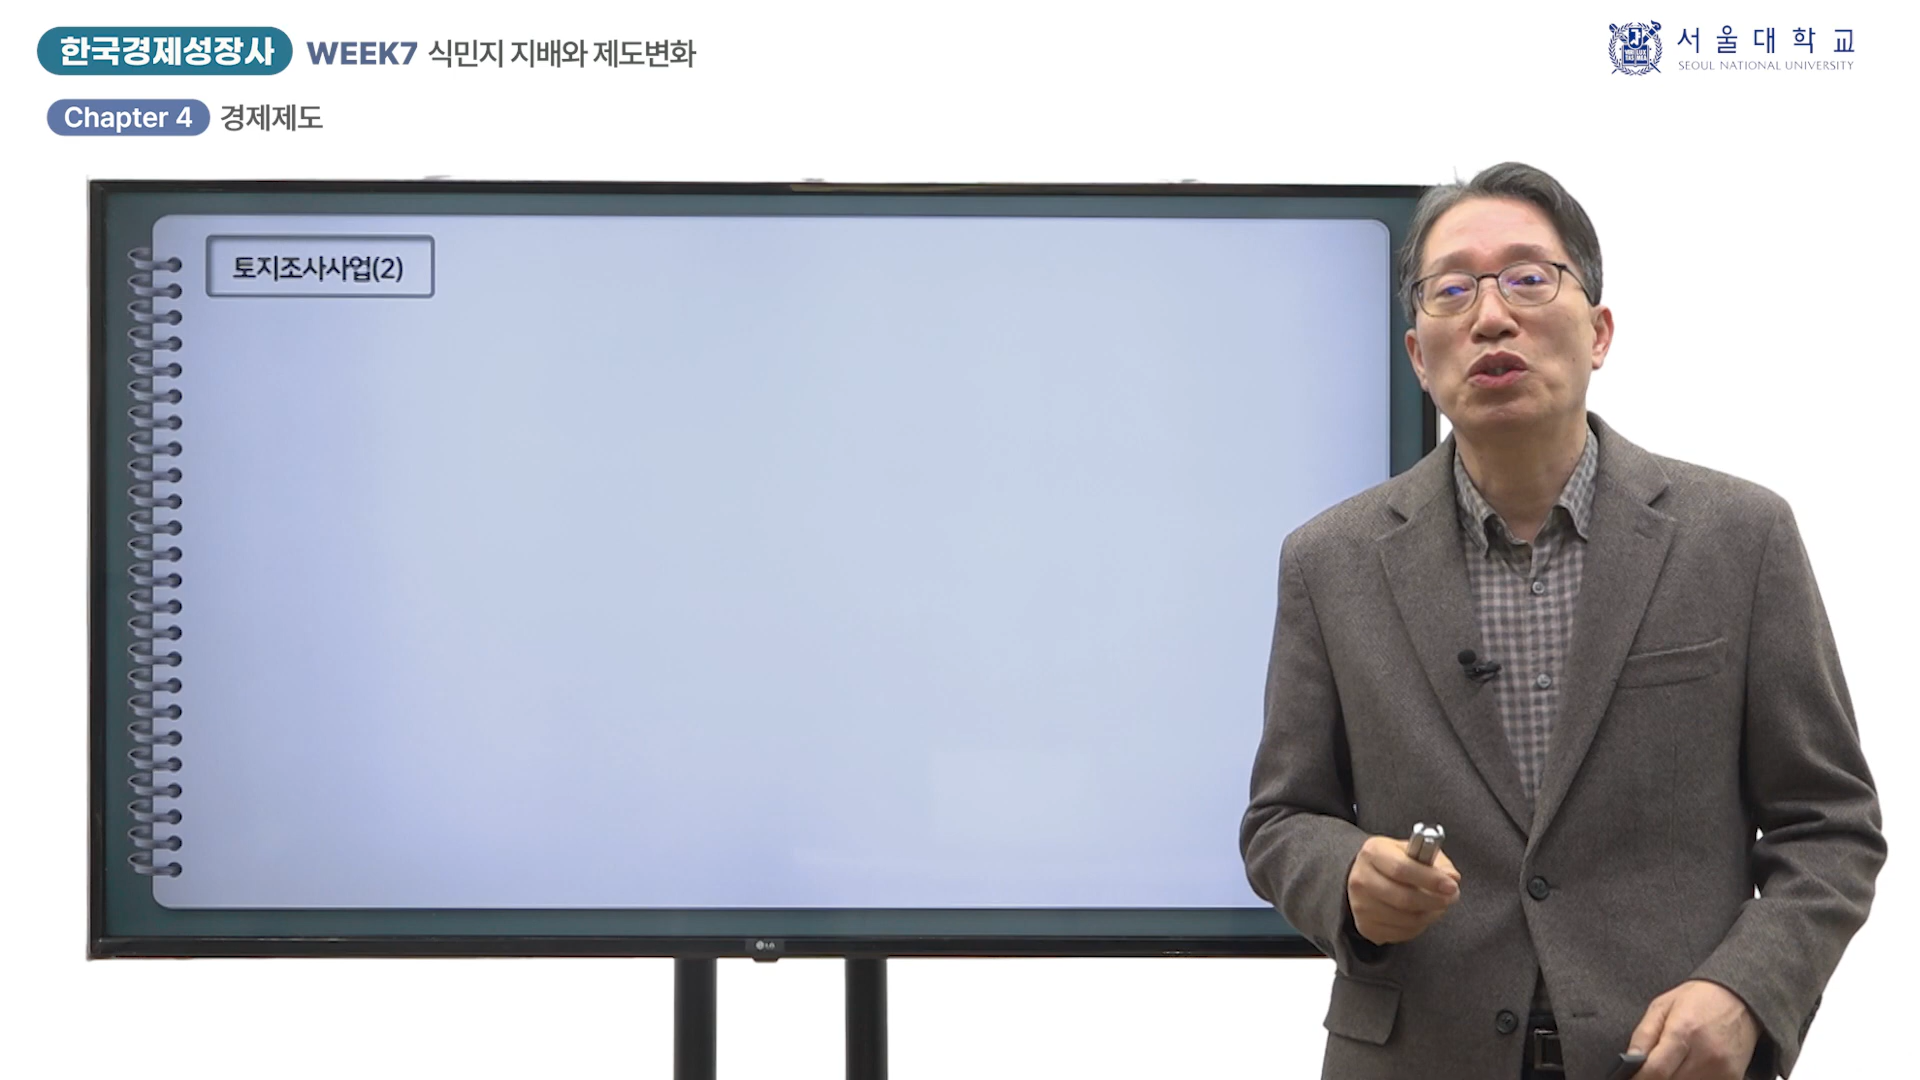 한국경제성장사 WEEK7 식민지 지배와 제도변화
서울대학교
SEOUL NATIONAL UNIVERSITY
Chapter 4 경제제도
토지조사사업(2)
LG